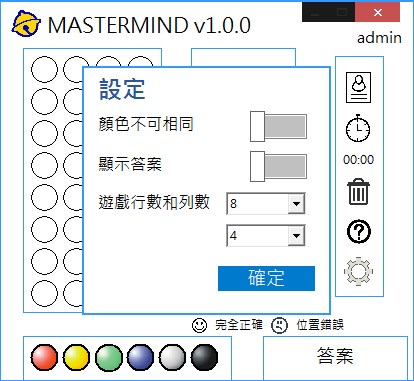 MASTERMIND v1.0.0
admin
設定
顏色不可相同
顯示答案
遊戲行數和列數
8
4
確定
00:00
完全正確
位置錯誤
答案